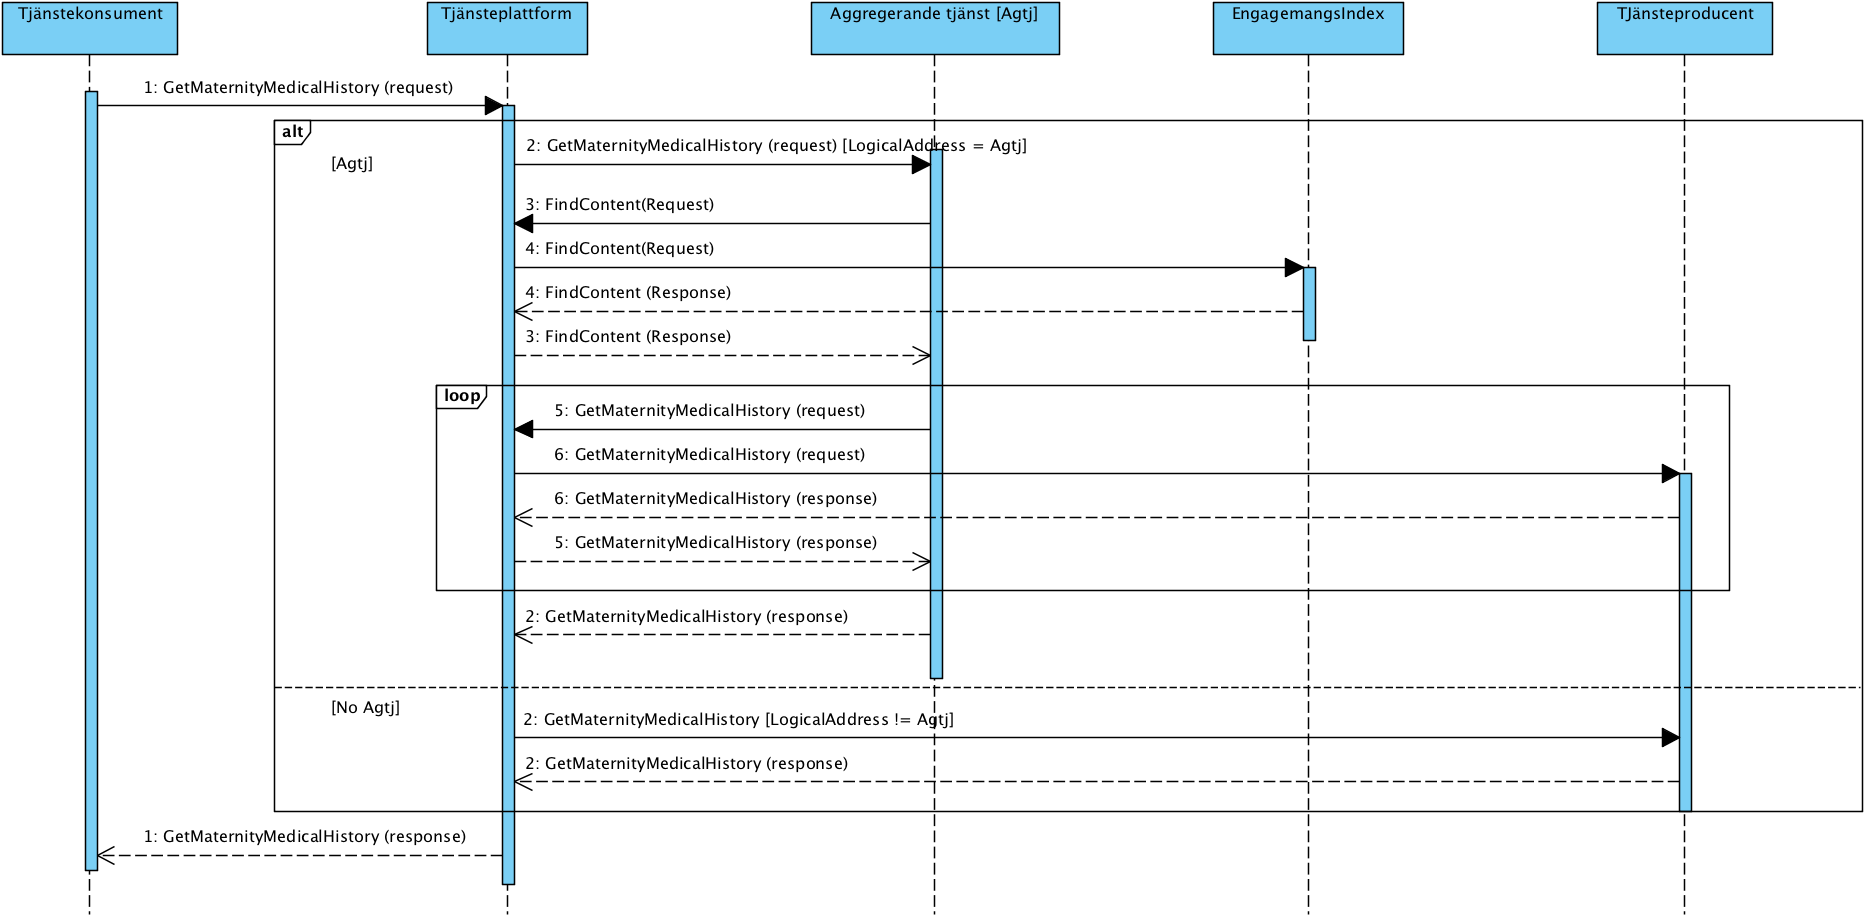 Tjänstekonsument
Tjänsteplattform
Aggregerande tjänst [Agtj]
EngagemangsIndex
TJänsteproducent
1: GetMaternityMedicalHistory (request)
alt
[Agtj]
2: GetMaternityMedicalHistory (request) [LogicalAddress = Agtj]
3: FindContent(Request)
4: FindContent(Request)
4: FindContent (Response)
3: FindContent (Response)
loop
5: GetMaternityMedicalHistory (request)
6: GetMaternityMedicalHistory (request)
6: GetMaternityMedicalHistory (response)
5: GetMaternityMedicalHistory (response)
2: GetMaternityMedicalHistory (response)
[No Agtj]
2: GetMaternityMedicalHistory [LogicalAddress != Agtj]
2: GetMaternityMedicalHistory (response)
1: GetMaternityMedicalHistory (response)